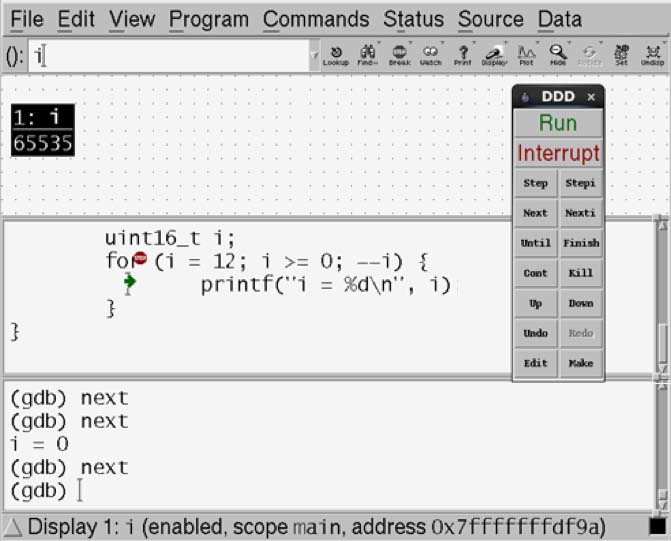 File Edit View Program Commands Status Source Data
(): i
Lookup Find» Break Watch Print Display Plot Hide Rotate Set Undisp
DDD
1: i
65535
Run
Interrupt
Step Stepi
Next Nexti
Until Finish
Cont Kill
Up Down
Undo Redo
Edit Make
uint16_t i;
for (i = 12; i >= 0; --i) {
printf("i = %d\n", i)
}
}
(gdb) next
(gdb) next
i = 0
(gdb) next
(gdb)
Display 1: i (enabled, scope main, address 0x7fffffffdf9a)